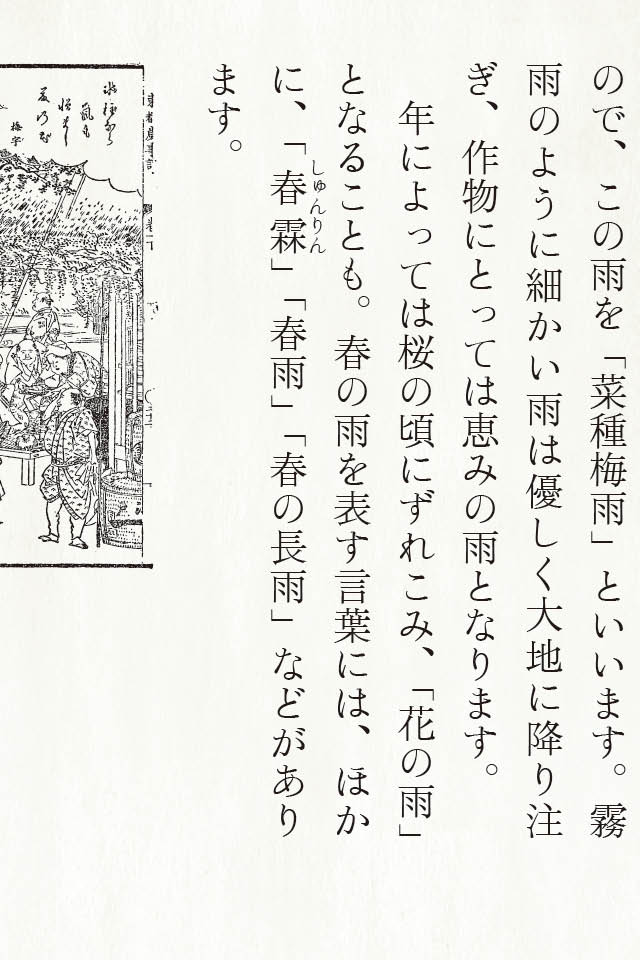 ので、この雨を「菜種梅雨」といいます。霧
雨のように細かい雨は優しく大地に降り注
ぎ、作物にとっては恵みの雨となります。
年によっては桜の頃にずれこみ、「花の雨」
となることも。春の雨を表す言葉には、ほか
に、「春霖」「春雨」「春の長雨」などがあり
しゅんりん
ます。